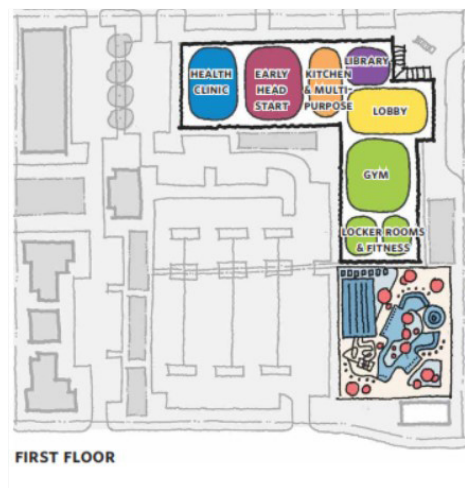 HEALTH
CLINIC
EARLY
HEAD
START
KITCHEN
& MULTI-
PURPOSE
LIBRARY
LOBBY
GYM
LOCKER ROOMS
& FITNESS
FIRST FLOOR